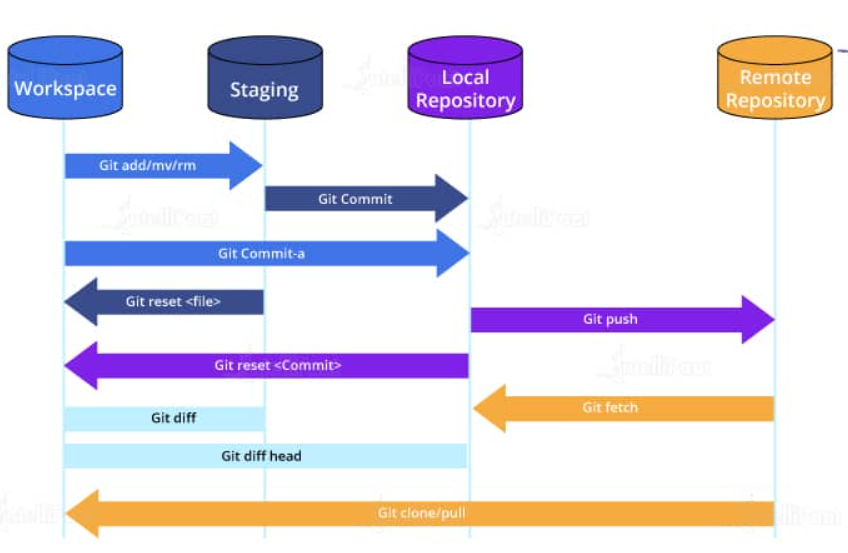 Workspace
Staging
Local
Repository
Remote
Repository
Git add/mv/rm
Git Commit
Git Commit-a
Git reset <file>
Git push
Git reset <Commit>
Git fetch
Git diff
Git diff head
Git clone/pull